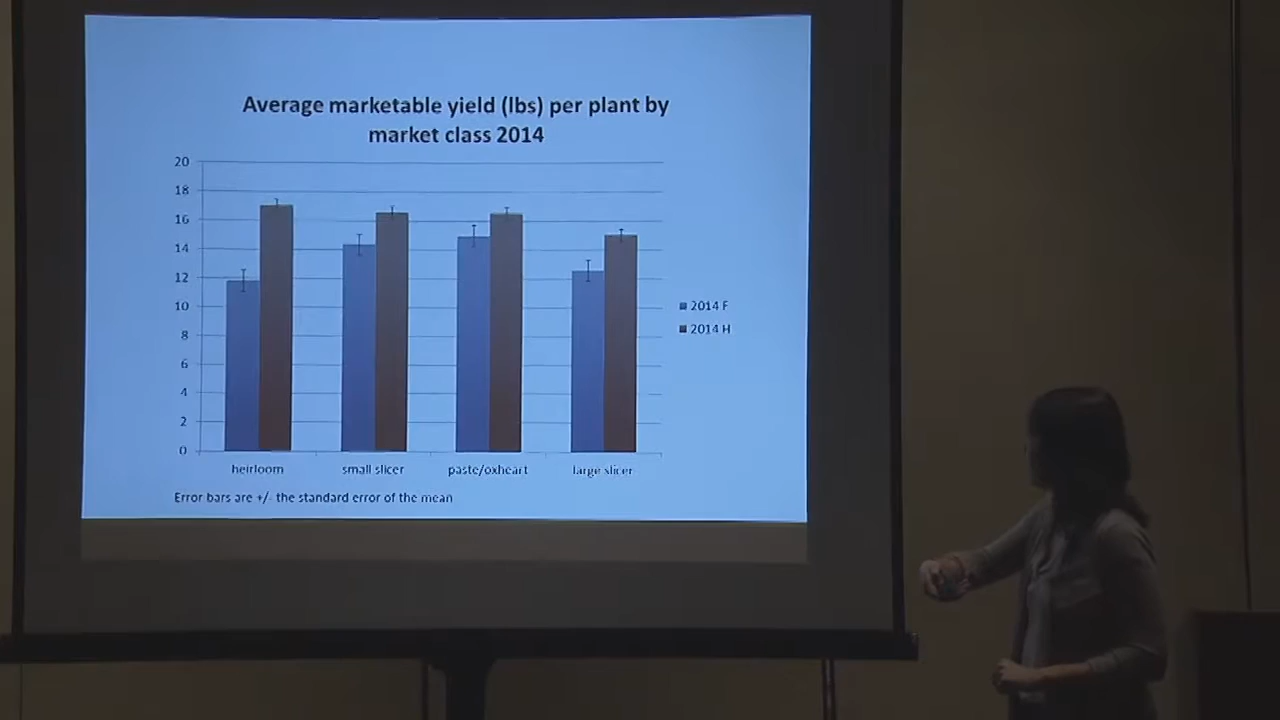 Average marketable yield (lbs) per plant by
market class 2014
20
18
16
14
12
10
8
6
4
2
0
2014 F
2014 H
heirloom
small slicer
paste/oxheart
large slicer
Error bars are +/- the standard error of the mean